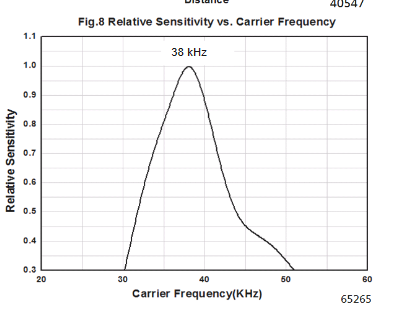 Distance
40547
Fig.8 Relative Sensitivity vs. Carrier Frequency
38 kHz
1.1
1.0
0.9
0.8
0.7
0.6
0.5
0.4
0.3
Relative Sensitivity
20 30 40 50 60
Carrier Frequency(KHz)
65265